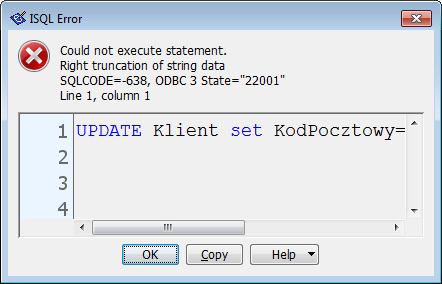 ISQL Error
Could not execute statement.
Right truncation of string data
SQLCODE=-638, ODBC 3 State="22001"
Line 1, column 1
1 UPDATE Klient set KodPocztowy=
2
3
4
OK Copy Help